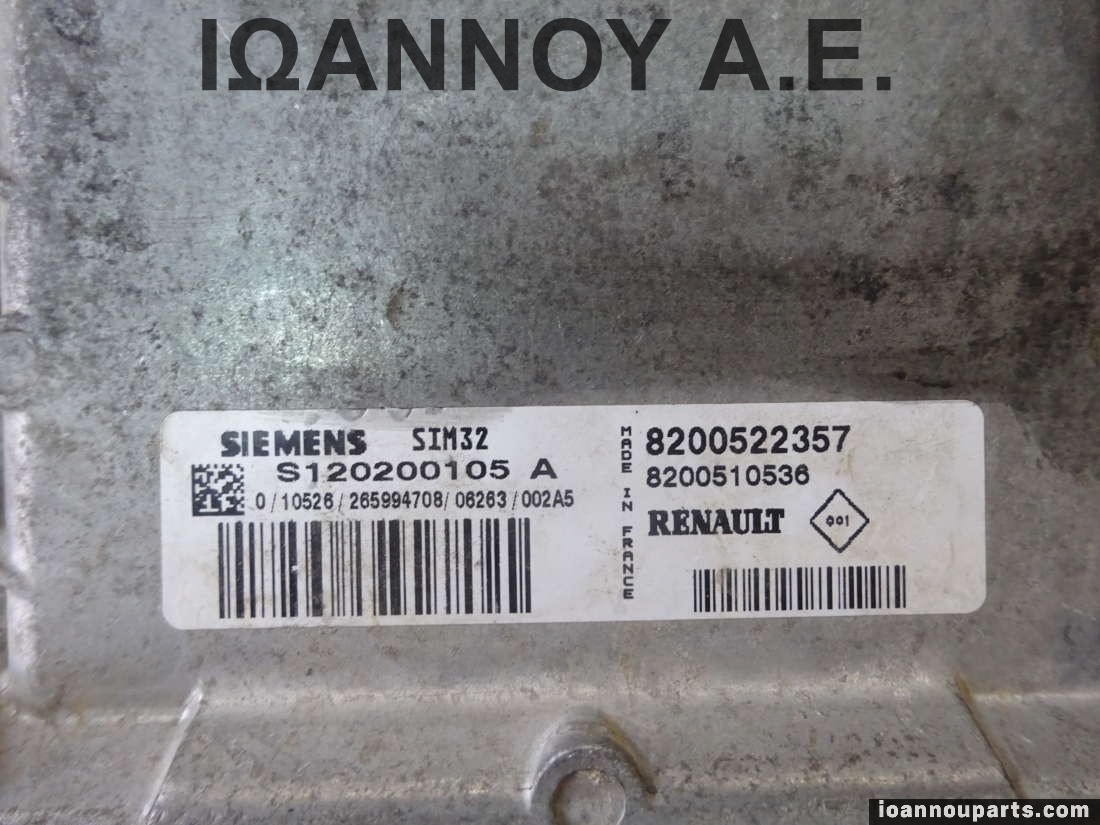 ΙΩΑΝΝΟΥ Α.Ε.
SIEMENS SIM32
S120200105 A
0 / 10526 / 265994708 / 06263 / 002A5
MADE IN FRANCE
8200522357
8200510536
RENAULT 001
ioannouparts.com